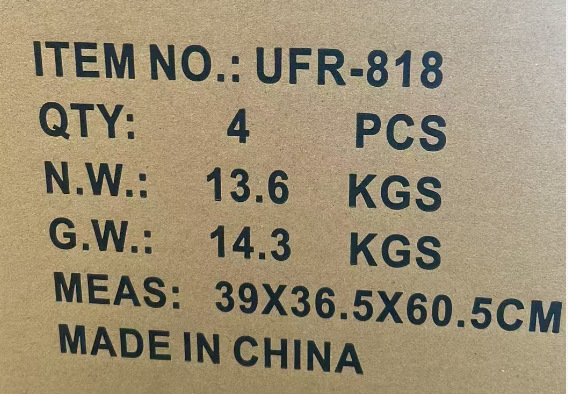 ITEM NO.: UFR-818
QTY: 4 PCS
N.W.: 13.6 KGS
G.W.: 14.3 KGS
MEAS: 39X36.5X60.5CM
MADE IN CHINA